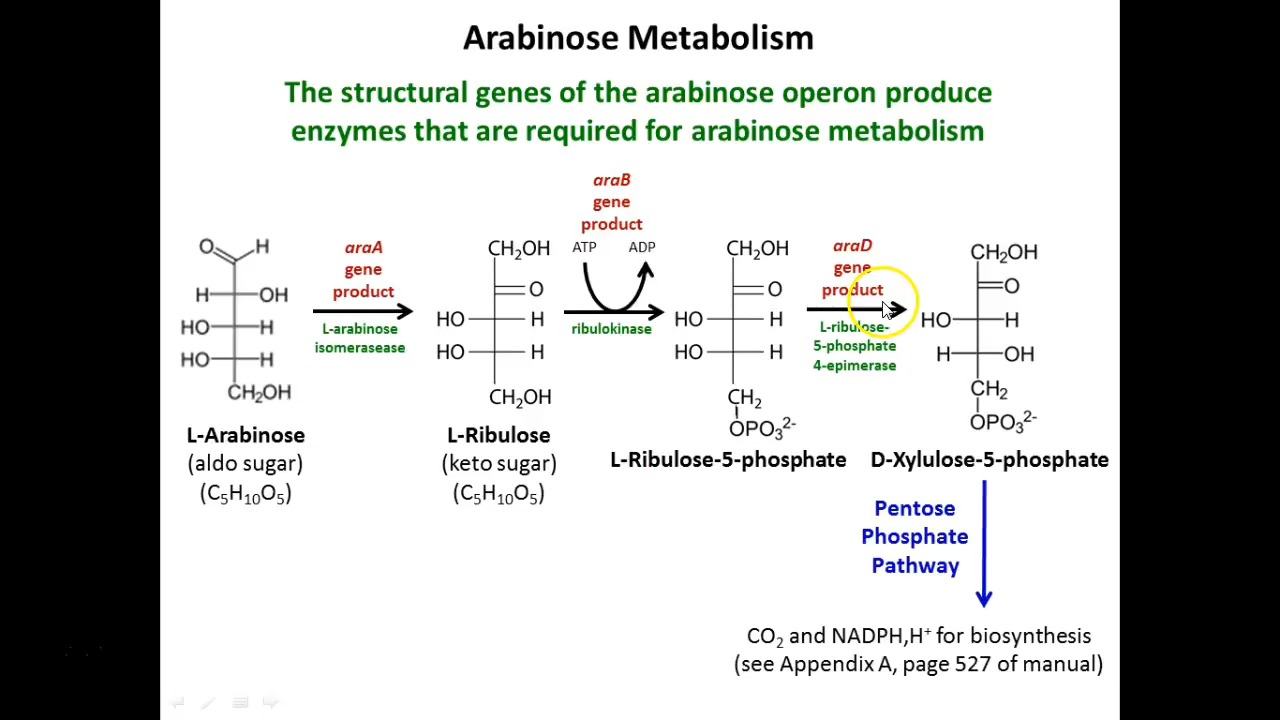 Arabinose Metabolism
The structural genes of the arabinose operon produce
enzymes that are required for arabinose metabolism
araA
gene
product
L-arabinose
isomerasease
araB
gene
product
ATP ADP
ribulokinase
araD
gene
product
L-ribulose-
5-phosphate
4-epimerase
O H
H OH
HO H
HO H
CH₂OH
L-Arabinose
(aldo sugar)
(C₅H₁₀O₅)
CH₂OH
O
HO H
HO H
CH₂OH
L-Ribulose
(keto sugar)
(C₅H₁₀O₅)
CH₂OH
O
HO H
HO H
CH₂
OPO₃²⁻
L-Ribulose-5-phosphate
CH₂OH
O
HO H
H OH
CH₂
OPO₃²⁻
D-Xylulose-5-phosphate
Pentose
Phosphate
Pathway
CO₂ and NADPH,H⁺ for biosynthesis
(see Appendix A, page 527 of manual)